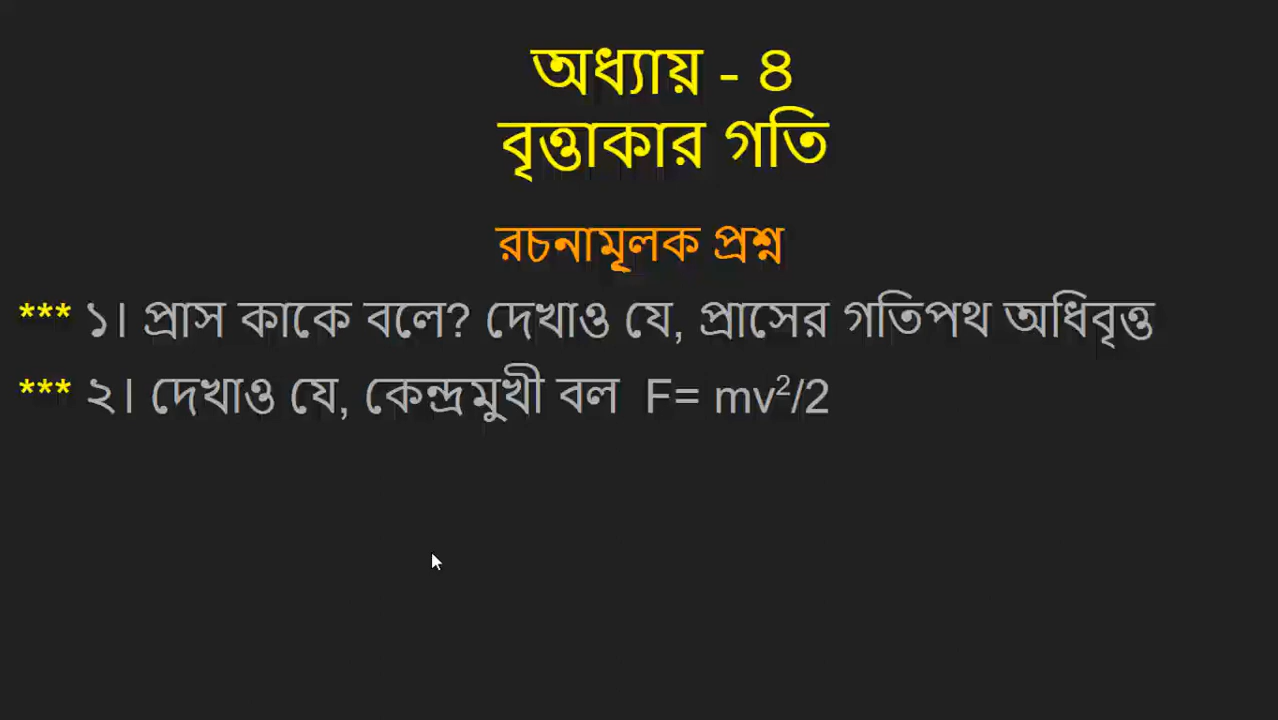 অধ্যায় - ৪
বৃত্তাকার গতি
রচনামূলক প্রশ্ন
*** ১। প্রাস কাকে বলে? দেখাও যে, প্রাসের গতিপথ অধিবৃত্ত
*** ২। দেখাও যে, কেন্দ্রমুখী বল F= mv²/2